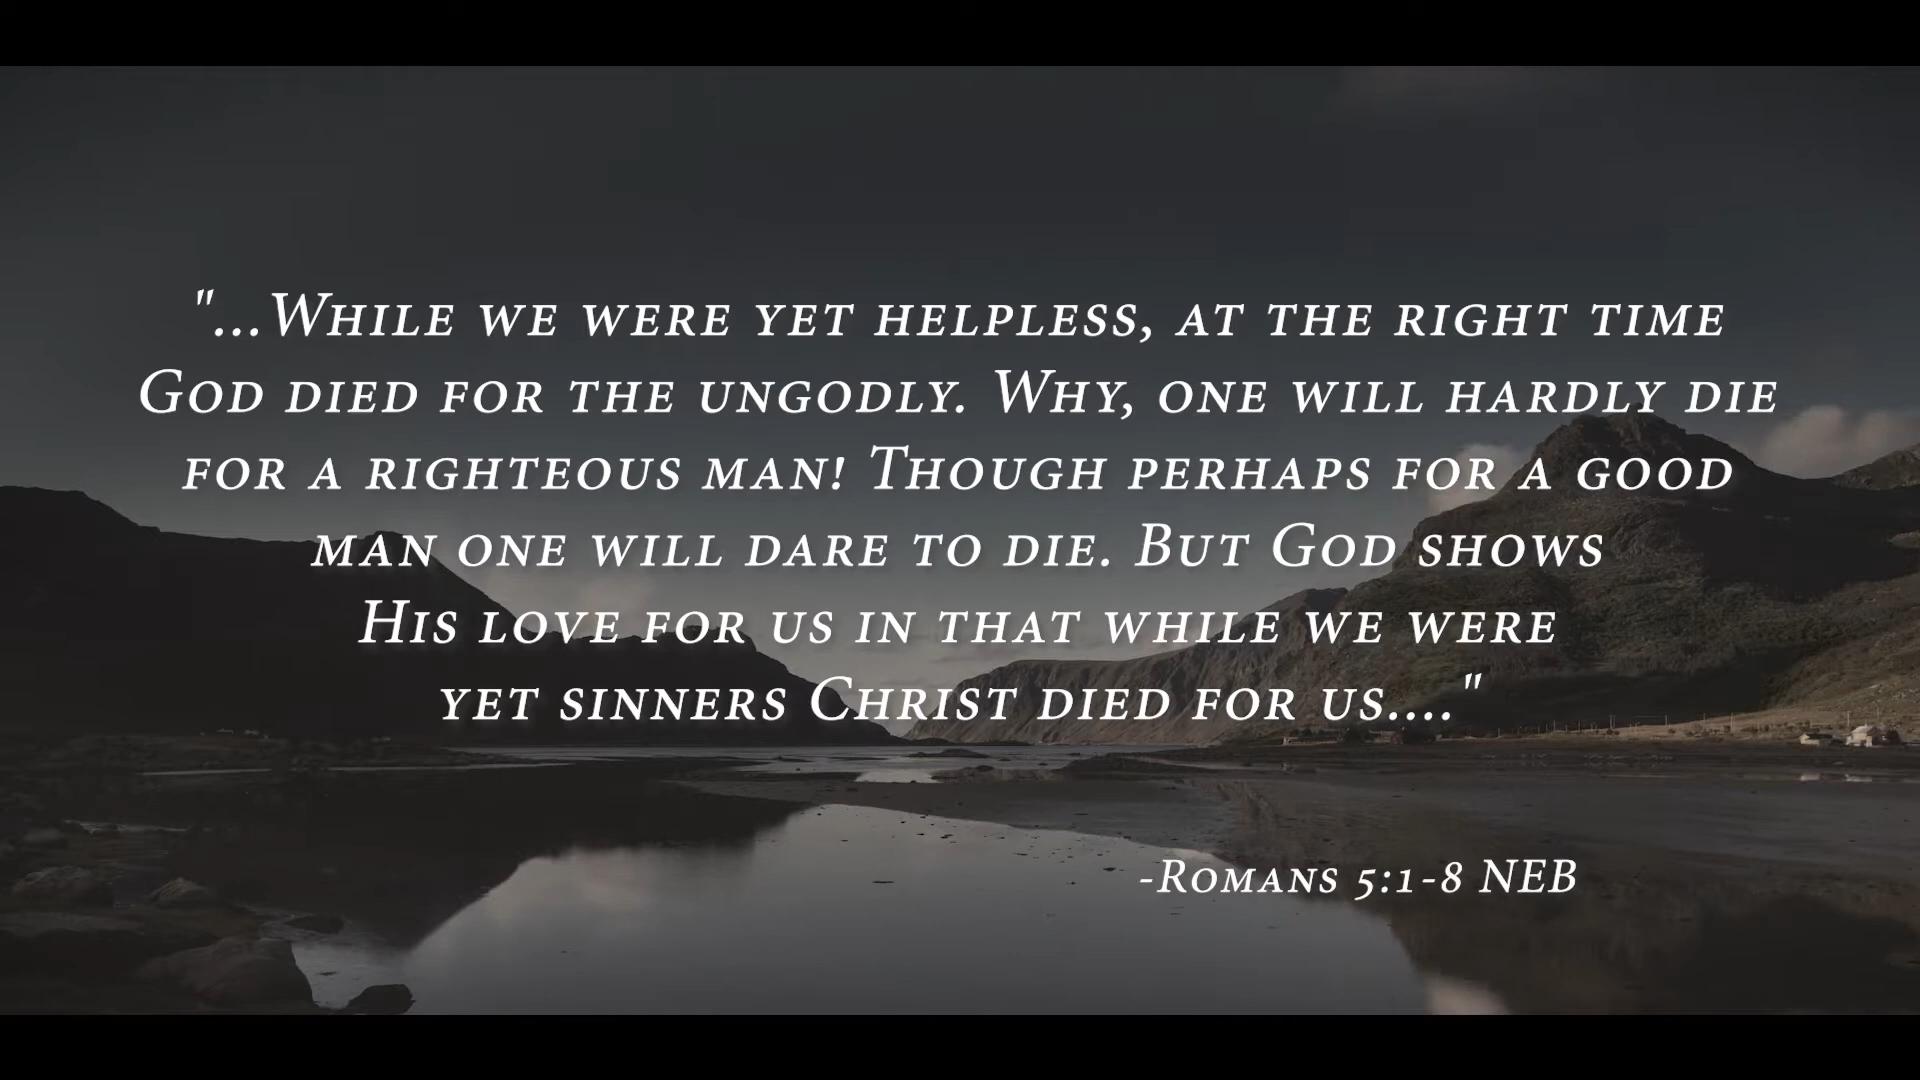 "...While we were yet helpless, at the right time
God died for the ungodly. Why, one will hardly die
for a righteous man! Though perhaps for a good
man one will dare to die. But God shows
His love for us in that while we were
yet sinners Christ died for us...."
-Romans 5:1-8 NEB